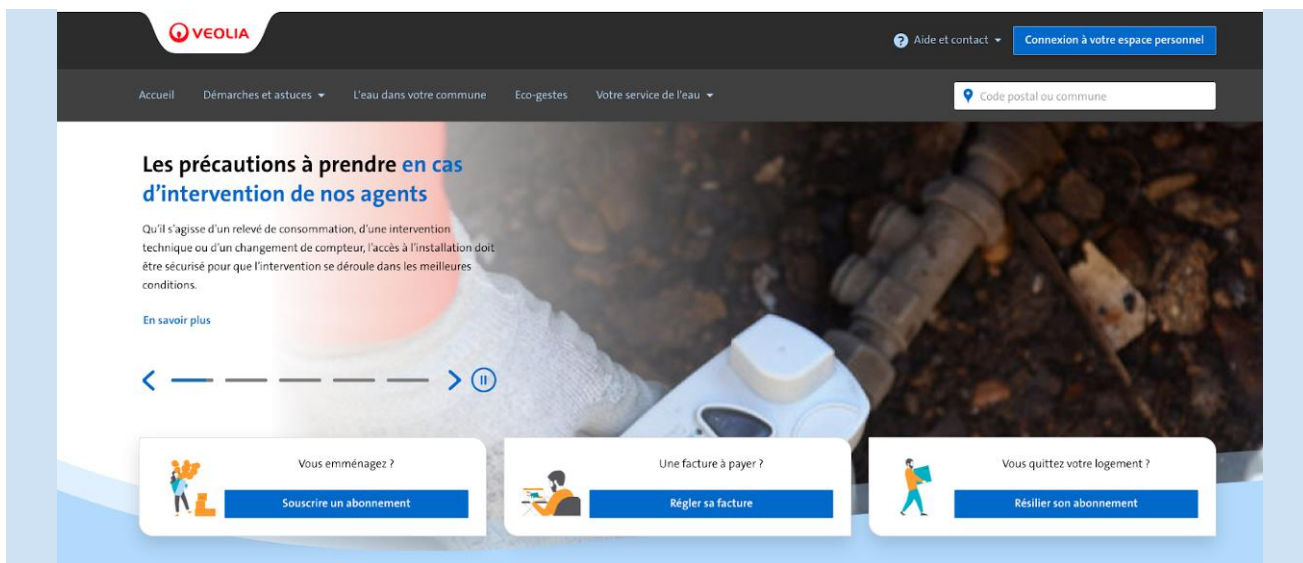 VEOLIA
Aide et contact
Connexion à votre espace personnel
Accueil
Démarches et astuces
L'eau dans votre commune
Eco-gestes
Votre service de l'eau
Code postal ou commune
Les précautions à prendre en cas
d'intervention de nos agents
Qu'il s'agisse d'un relevé de consommation, d'une intervention
technique ou d'un changement de compteur, l'accès à l'installation doit
être sécurisé pour que l'intervention se déroule dans les meilleures
conditions.
En savoir plus
Vous emménagez ?
Souscrire un abonnement
Une facture à payer ?
Régler sa facture
Vous quittez votre logement ?
Résilier son abonnement